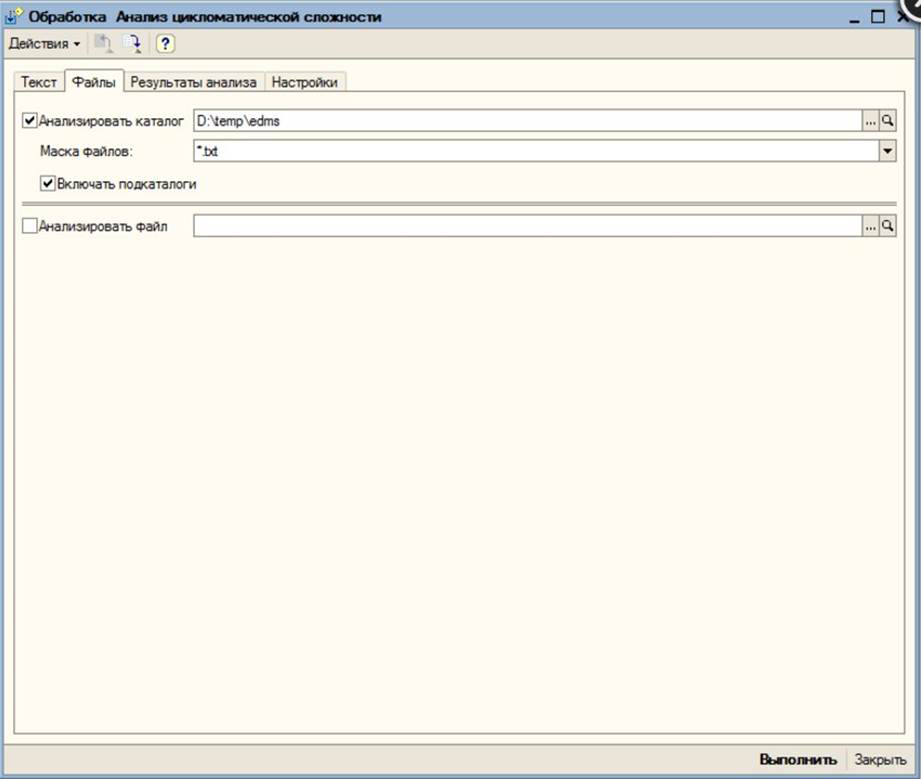 Обработка Анализ цикломатической сложности
Действия
Текст Файлы Результаты анализа Настройки
Анализировать каталог D:\temp\edms
Маска файлов: *.txt
Включать подкаталоги
Анализировать файл
Выполнить Закрыть